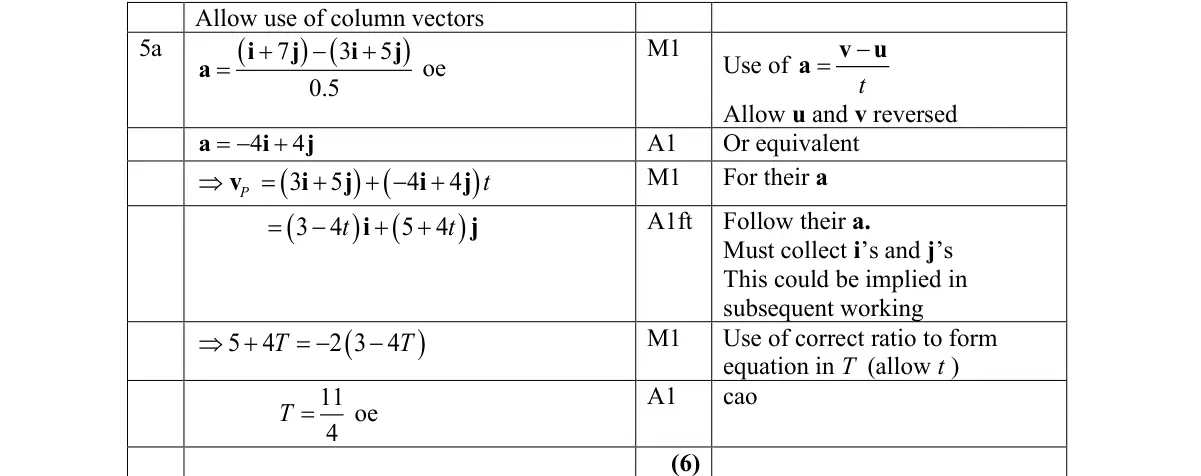 Allow use of column vectors
5a a = ((i + 7j) − (3i + 5j)) / 0.5 oe M1 Use of a = (v − u) / t
Allow u and v reversed
a = −4i + 4j A1 Or equivalent
⇒ v_P = (3i + 5j) + (−4i + 4j)t M1 For their a
= (3 − 4t)i + (5 + 4t)j A1ft Follow their a.
Must collect i’s and j’s
This could be implied in
subsequent working
⇒ 5 + 4T = −2(3 − 4T) M1 Use of correct ratio to form
equation in T (allow t )
T = 11/4 oe A1 cao
(6)